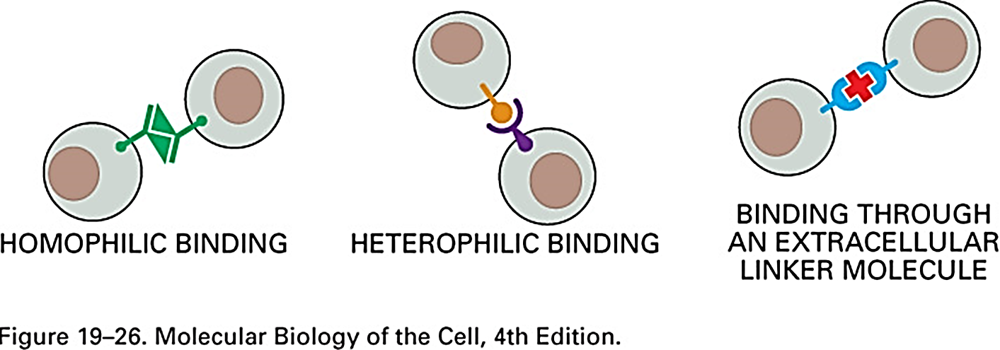 HOMOPHILIC BINDING
HETEROPHILIC BINDING
BINDING THROUGH
AN EXTRACELLULAR
LINKER MOLECULE
Figure 19–26. Molecular Biology of the Cell, 4th Edition.